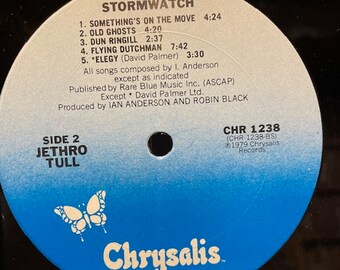 STORMWATCH
1. SOMETHING'S ON THE MOVE 4:24
2. OLD GHOSTS 4:20
3. DUN RINGILL 2:37
4. FLYING DUTCHMAN 7:42
5. *ELEGY (David Palmer) 3:30
All songs composed by I. Anderson
except as indicated
Published by Rare Blue Music Inc. (ASCAP)
Except * David Palmer Ltd.
Produced by IAN ANDERSON AND ROBIN BLACK
SIDE 2
JETHRO
TULL
CHR 1238
(CHR-1238-BS)
℗1979 Chrysalis
Records
Chrysalis™